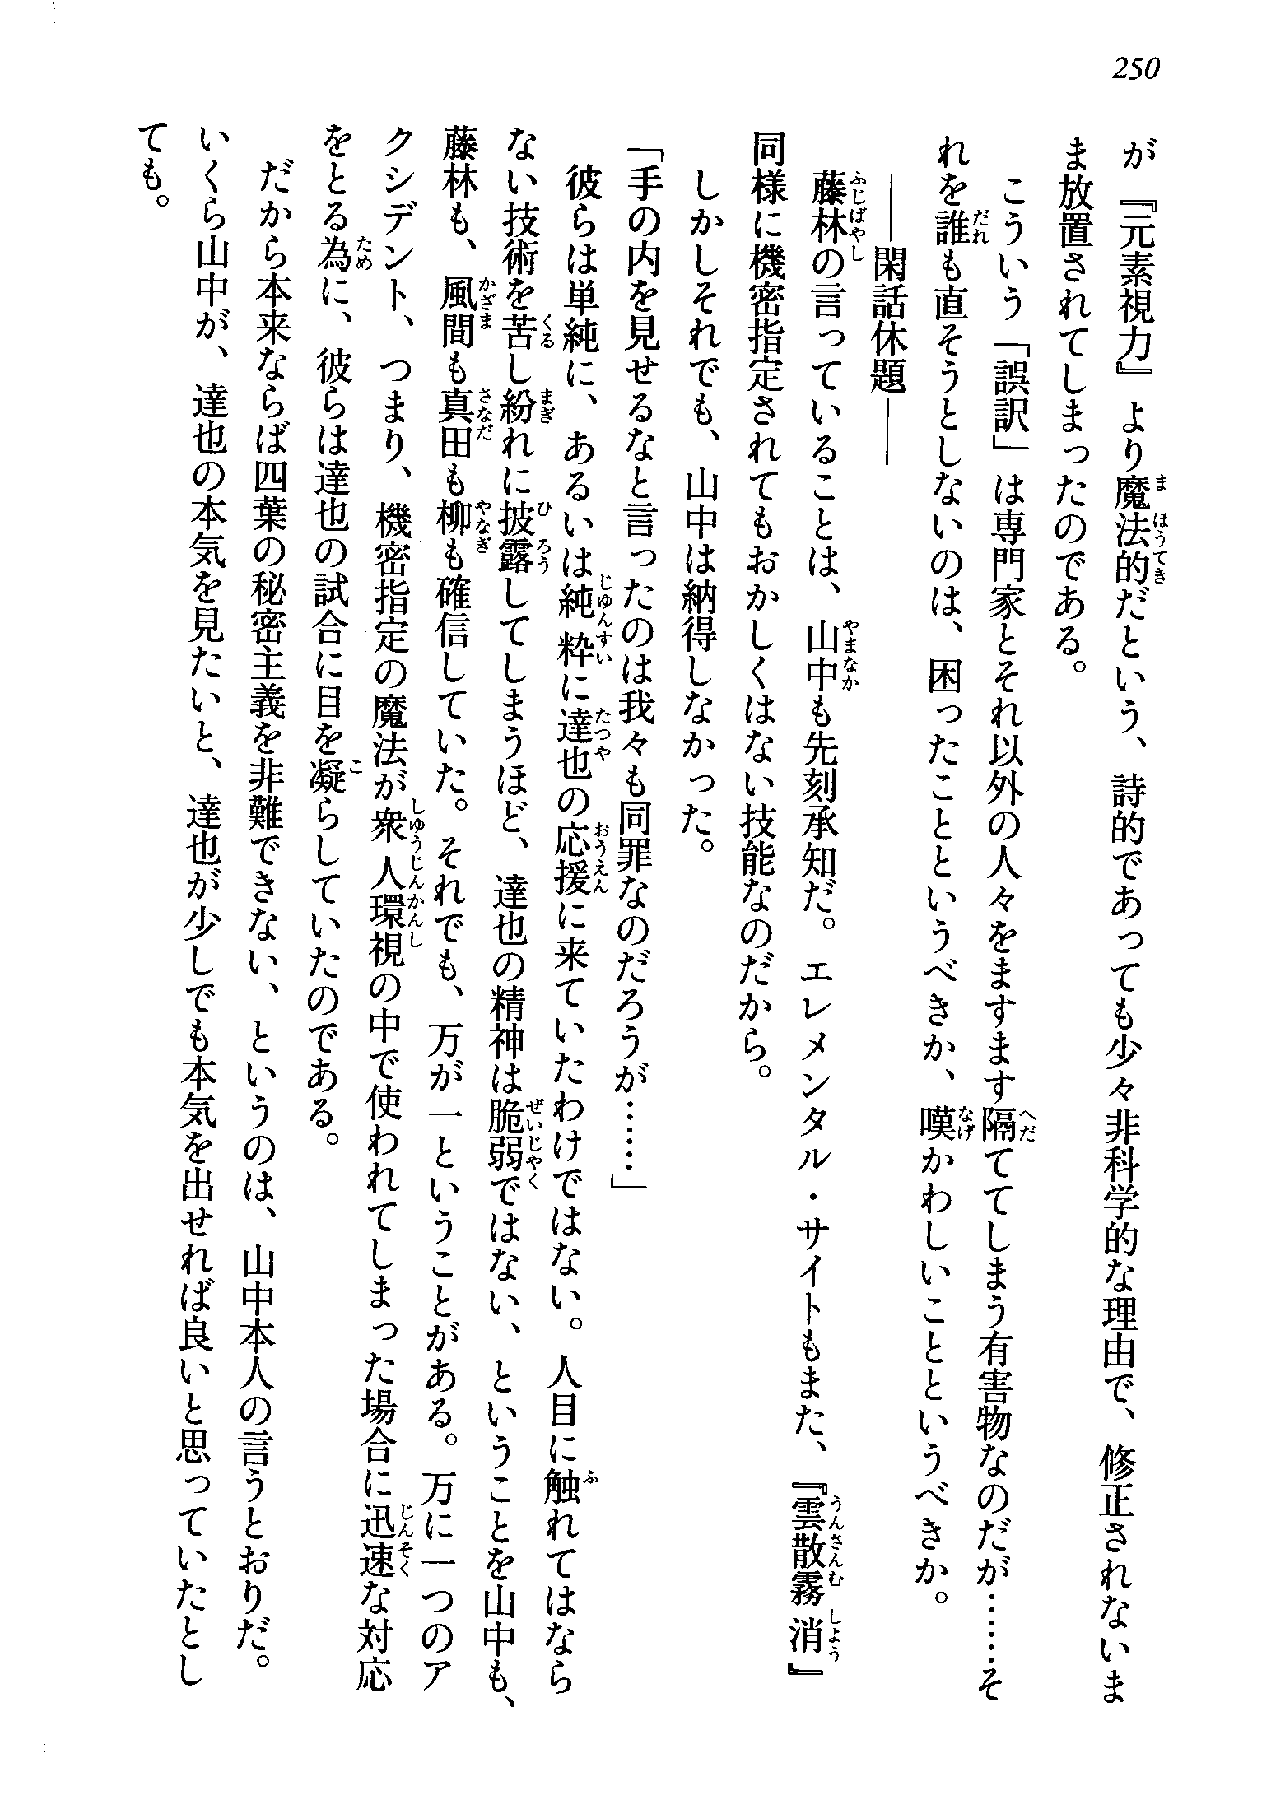 250
が『元素視力』より魔法的だという、詩的であっても少々非科学的な理由で、修正されないま
ま放置されてしまったのである。
こういう「誤訳」は専門家とそれ以外の人々をますます隔ててしまう有害物なのだが……そ
れを誰も直そうとしないのは、困ったことというべきか、嘆かわしいことというべきか。
――閑話休題――
藤林の言っていることは、山中も先刻承知だ。エレメンタル・サイトもまた、『雲散霧消』
同様に機密指定されてもおかしくはない技能なのだから。
しかしそれでも、山中は納得しなかった。
「手の内を見せるなと言ったのは我々も同罪なのだろうが……」
彼らは単純に、あるいは純粋に達也の応援に来ていたわけではない。人目に触れてはなら
ない技術を苦し紛れに披露してしまうほど、達也の精神は脆弱ではない、ということを山中も、
藤林も、風間も真田も柳も確信していた。それでも、万が一ということがある。万に一つのア
クシデント、つまり、機密指定の魔法が衆人環視の中で使われてしまった場合に迅速な対応
をとる為に、彼らは達也の試合に目を凝らしていたのである。
だから本来ならば四葉の秘密主義を非難できない、というのは、山中本人の言うとおりだ。
いくら山中が、達也の本気を見たいと、達也が少しでも本気を出せれば良いと思っていたとし
ても。